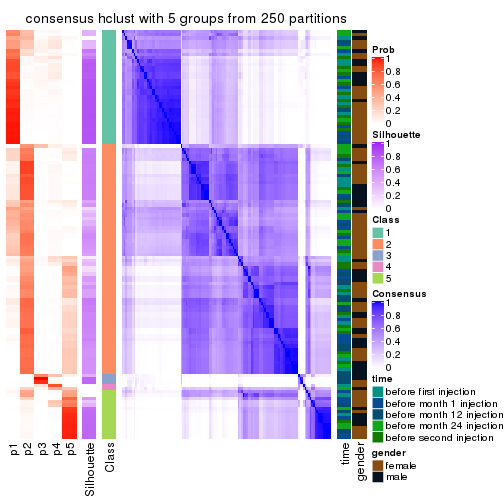 consensus hclust with 5 groups from 250 partitions
Prob
1
0.8
0.6
0.4
0.2
0
Silhouette
1
0.8
0.6
0.4
0.2
0
Class
1
2
3
4
5
Consensus
1
0.8
0.6
0.4
0.2
0
time
before first injection
before month 1 injection
before month 12 injection
before month 24 injection
before second injection
gender
female
male
p1
p2
p3
p4
p5
Silhouette
Class
time
gender